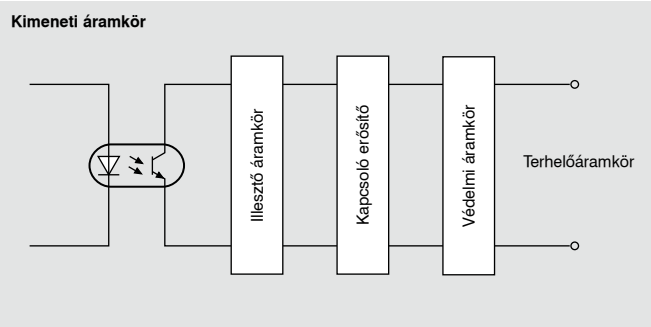 Kimeneti áramkör
Illesztő áramkör
Kapcsoló erősítő
Védelmi áramkör
Terhelőáramkör